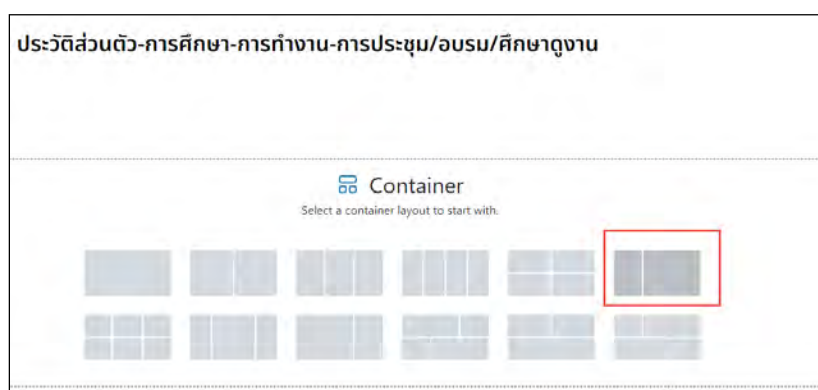 ประวัติส่วนตัว-การศึกษา-การทำงาน-การประชุม/อบรม/ศึกษาดูงาน
Container
Select a container layout to start with.